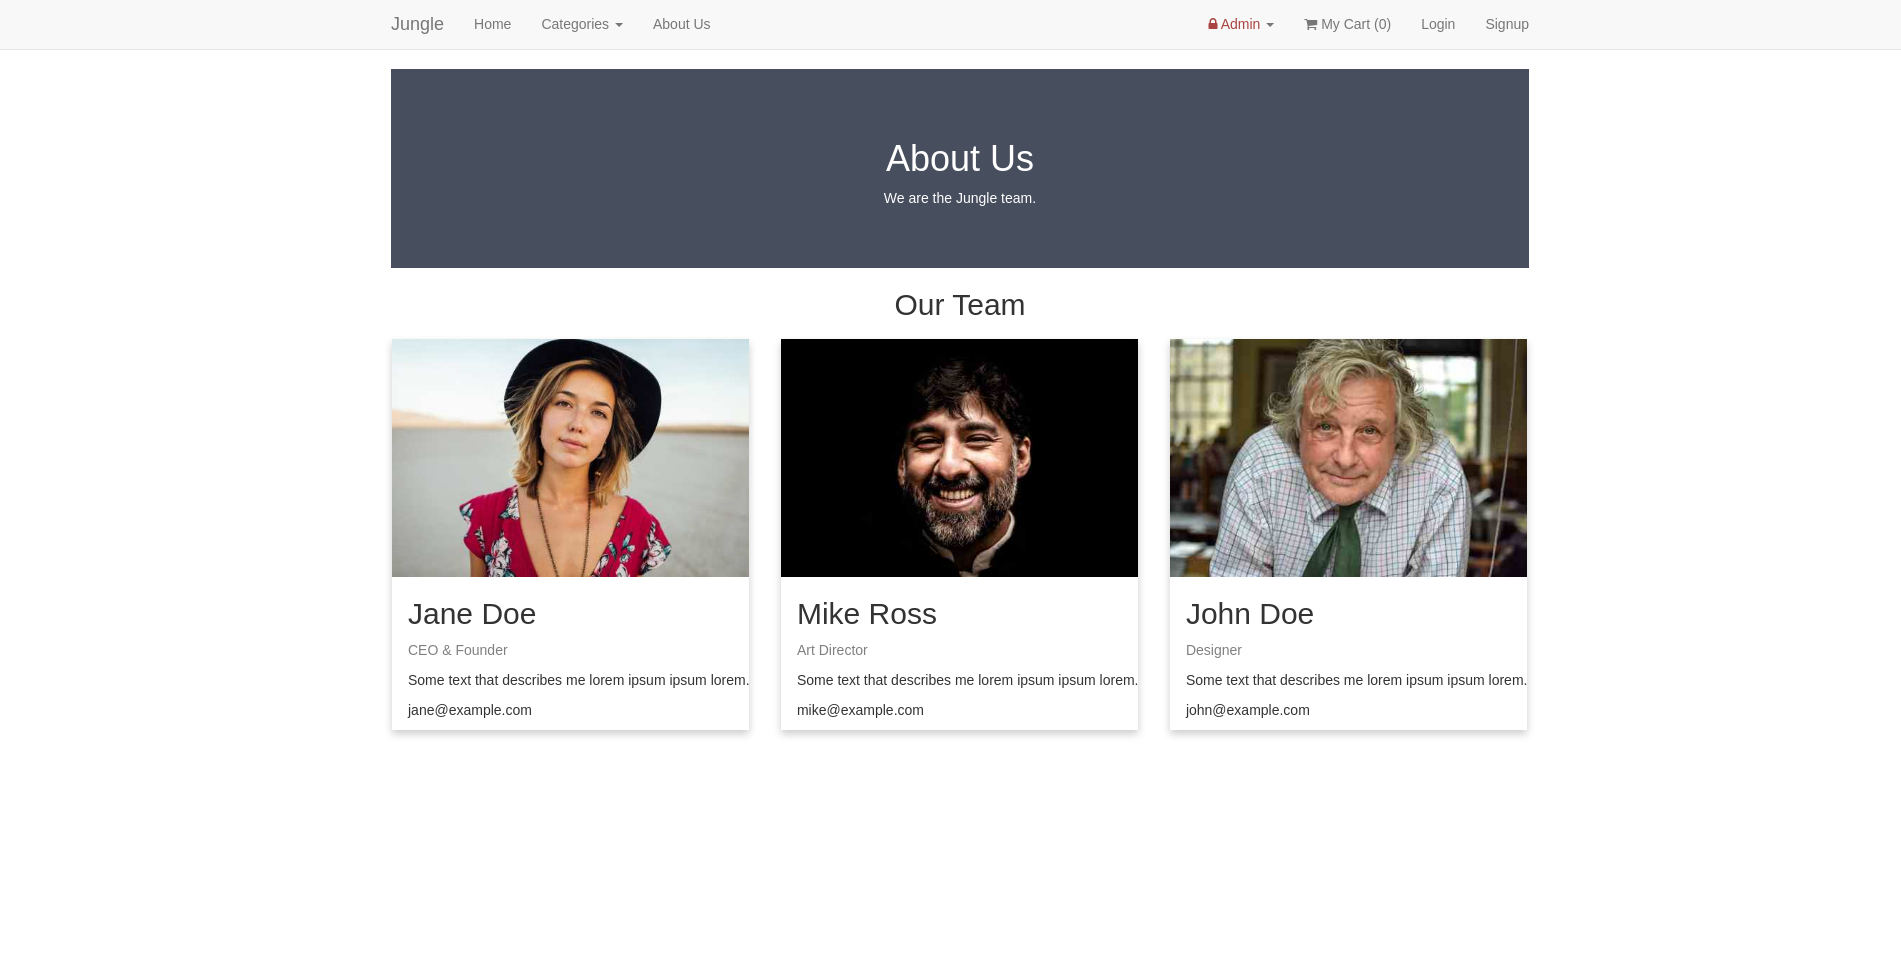 Jungle Home Categories About Us Admin My Cart (0) Login Signup
About Us
We are the Jungle team.
Our Team
Jane Doe
CEO & Founder
Some text that describes me lorem ipsum ipsum lorem.
jane@example.com
Mike Ross
Art Director
Some text that describes me lorem ipsum ipsum lorem.
mike@example.com
John Doe
Designer
Some text that describes me lorem ipsum ipsum lorem.
john@example.com